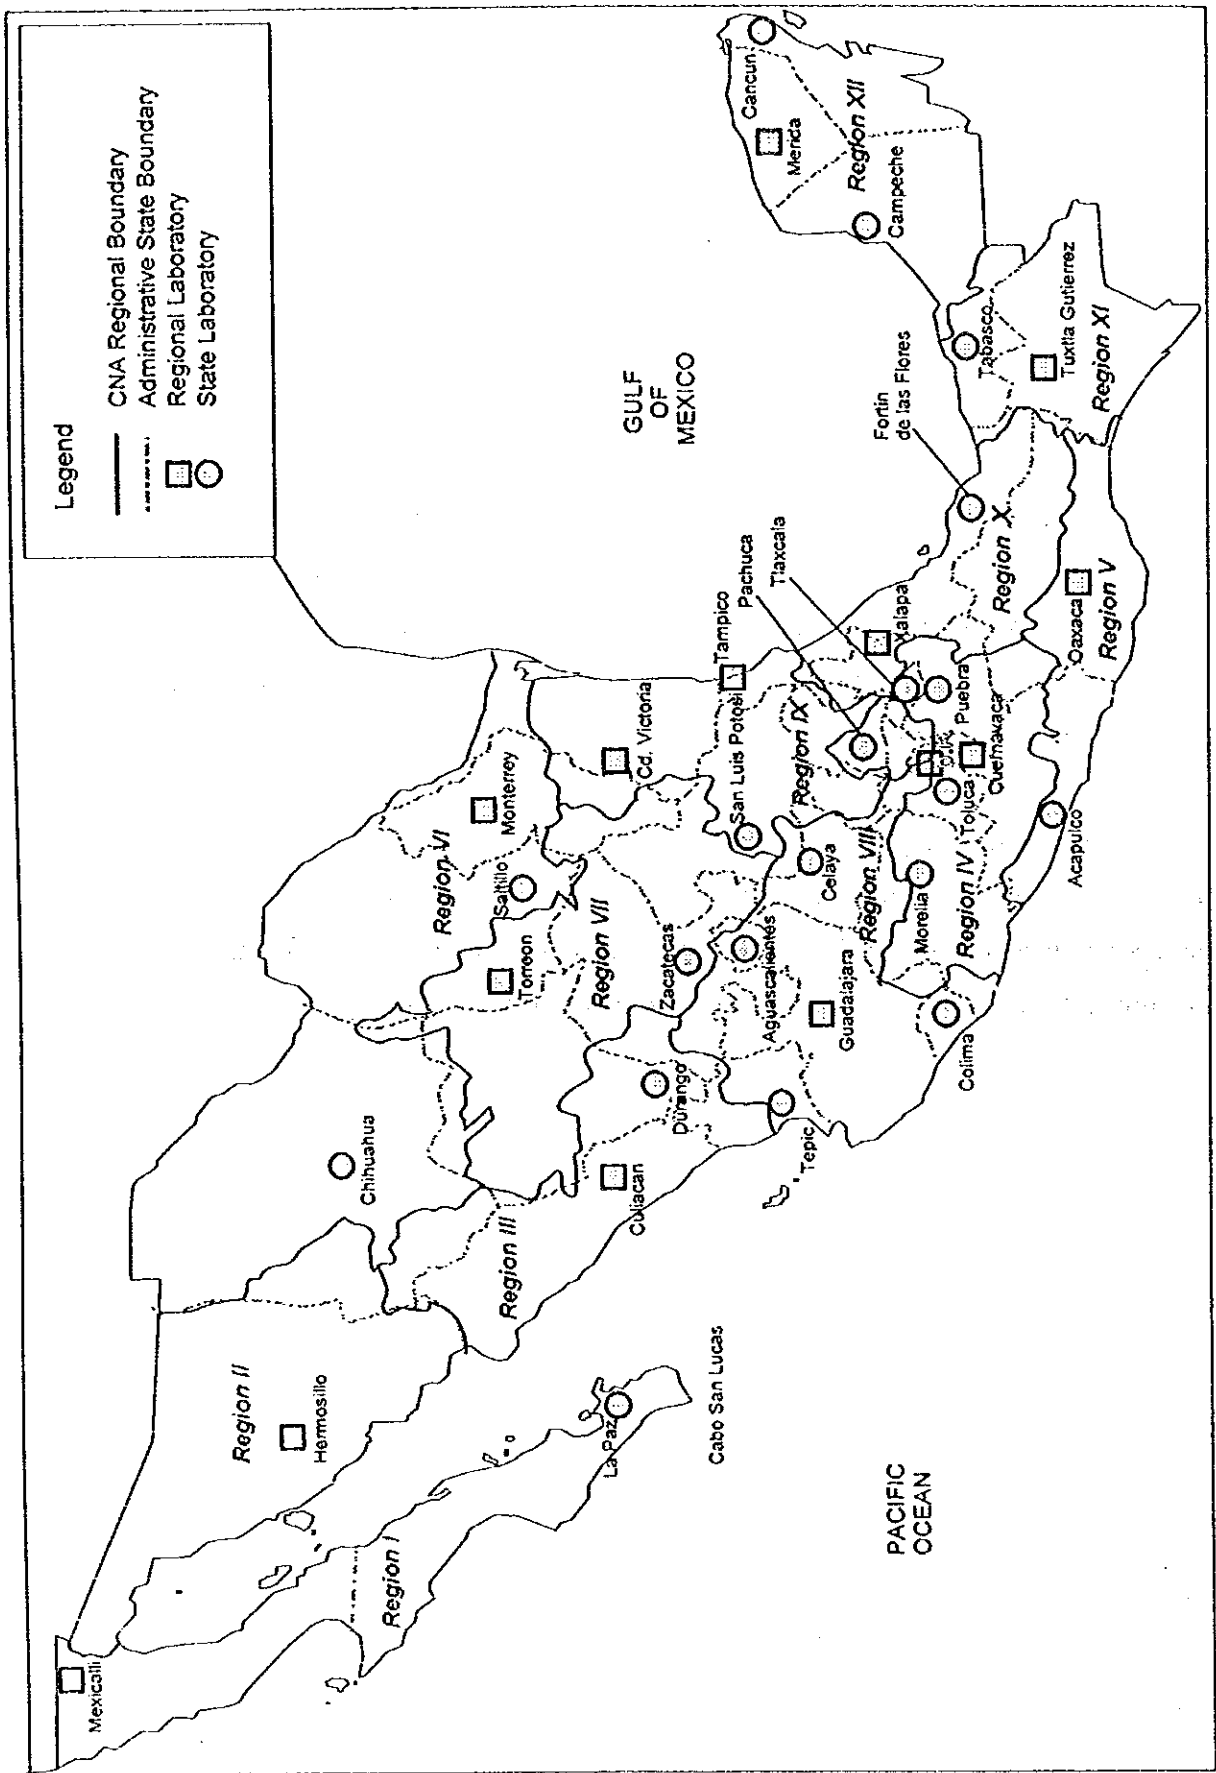 Legend
CNA Regional Boundary
Administrative State Boundary
Regional Laboratory
State Laboratory
Mexicalli
Region II
Hermosillo
Region I
La Paz
Cabo San Lucas
PACIFIC
OCEAN
Chihuahua
Region III
Culiacan
Region VI
Monterrey
Saltillo
Torreon
Region VII
Durango
Zacatecas
Cd. Victoria
Tampico
San Luis Potosi
Aguascalientes
Tepic
Guadalajara
Colima
Celaya
Region VIII
Region IX
Morelia
Region IV
Pachuca
Tlaxcala
Xalapa
Toluca
Puebra
Cuernavaca
Acapulco
GULF
OF
MEXICO
Fortin
de las Flores
Region X
Oaxaca
Region V
Tabasco
Tuxtla Gutierrez
Region XI
Cancun
Merida
Region XII
Campeche